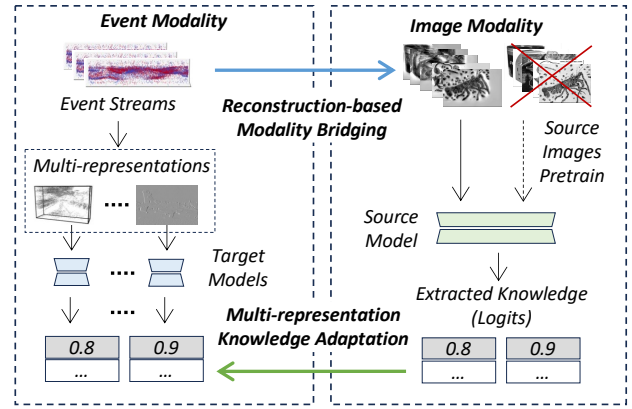 Event Modality
Image Modality
Event Streams
Reconstruction-based
Modality Bridging
Source
Images
Pretrain
Multi-representations
....
Source
Model
....
Target
Models
....
Extracted Knowledge
(Logits)
Multi-representation
Knowledge Adaptation
0.8 0.9
... ...
0.8 0.9
... ...